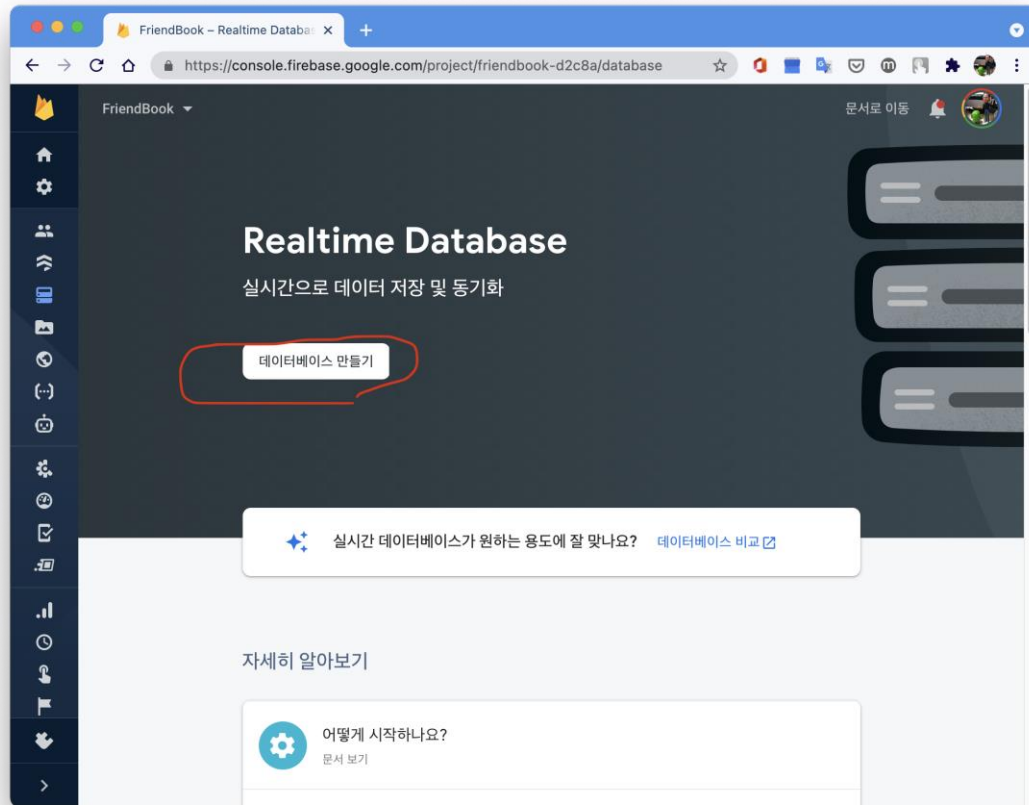 FriendBook – Realtime Databa
https://console.firebase.google.com/project/friendbook-d2c8a/database
FriendBook
문서로 이동
Realtime Database
실시간으로 데이터 저장 및 동기화
데이터베이스 만들기
실시간 데이터베이스가 원하는 용도에 잘 맞나요? 데이터베이스 비교
자세히 알아보기
어떻게 시작하나요?
문서 보기